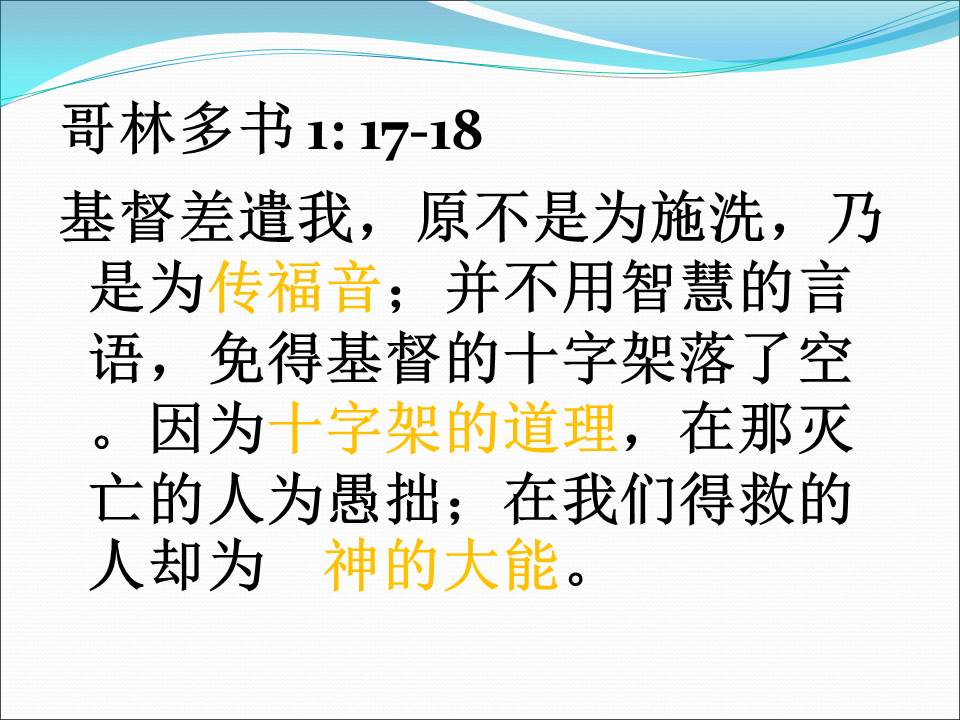 哥林多书 1: 17-18
基督差遣我，原不是为施洗，乃
是为传福音；并不用智慧的言
语，免得基督的十字架落了空
。因为十字架的道理，在那灭
亡的人为愚拙；在我们得救的
人却为　神的大能。